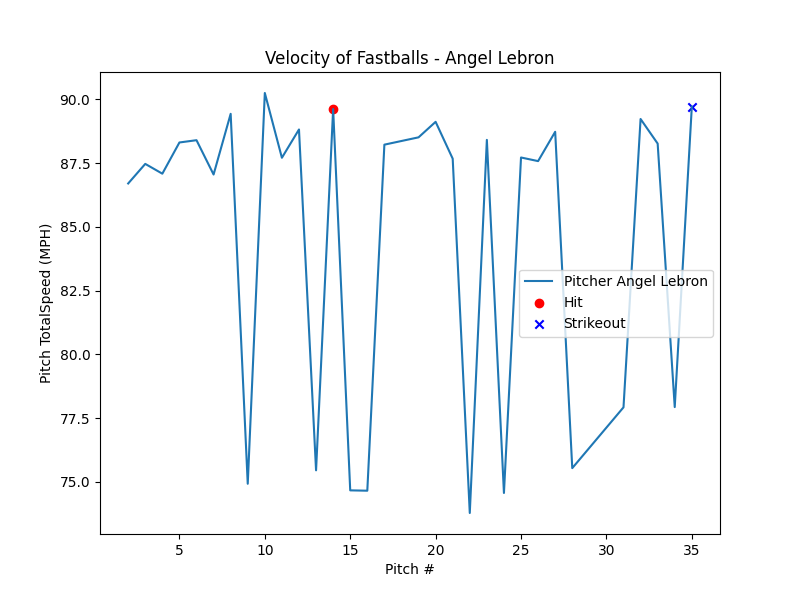 Velocity of Fastballs - Angel Lebron
90.0
87.5
85.0
82.5
80.0
77.5
75.0
Pitch TotalSpeed (MPH)
Pitcher Angel Lebron
Hit
Strikeout
5 10 15 20 25 30 35
Pitch #